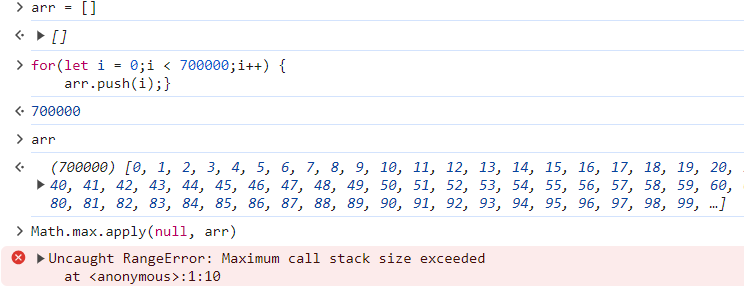 arr = []
[]
for(let i = 0;i < 700000;i++) {
    arr.push(i);}
700000
arr
(700000) [0, 1, 2, 3, 4, 5, 6, 7, 8, 9, 10, 11, 12, 13, 14, 15, 16, 17, 18, 19, 20,
40, 41, 42, 43, 44, 45, 46, 47, 48, 49, 50, 51, 52, 53, 54, 55, 56, 57, 58, 59, 60,
80, 81, 82, 83, 84, 85, 86, 87, 88, 89, 90, 91, 92, 93, 94, 95, 96, 97, 98, 99, …]
Math.max.apply(null, arr)
Uncaught RangeError: Maximum call stack size exceeded
    at <anonymous>:1:10